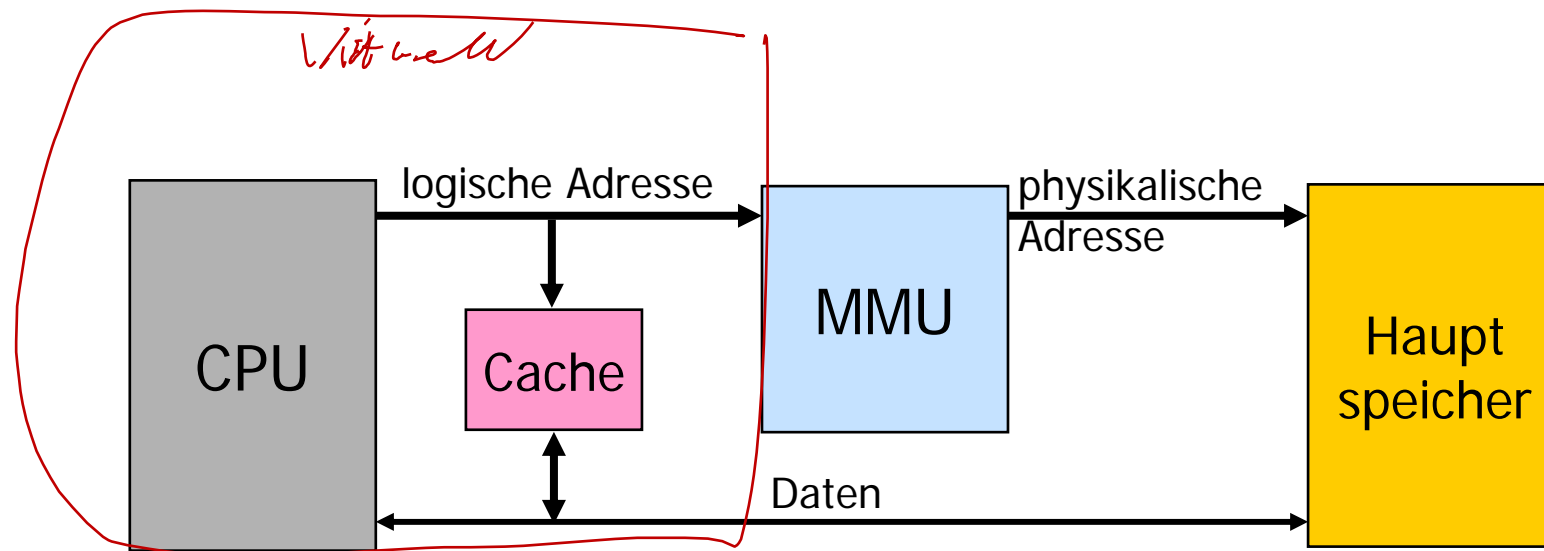 Virtuell
logische Adresse
physikalische
Adresse
CPU
Cache
MMU
Haupt
speicher
Daten